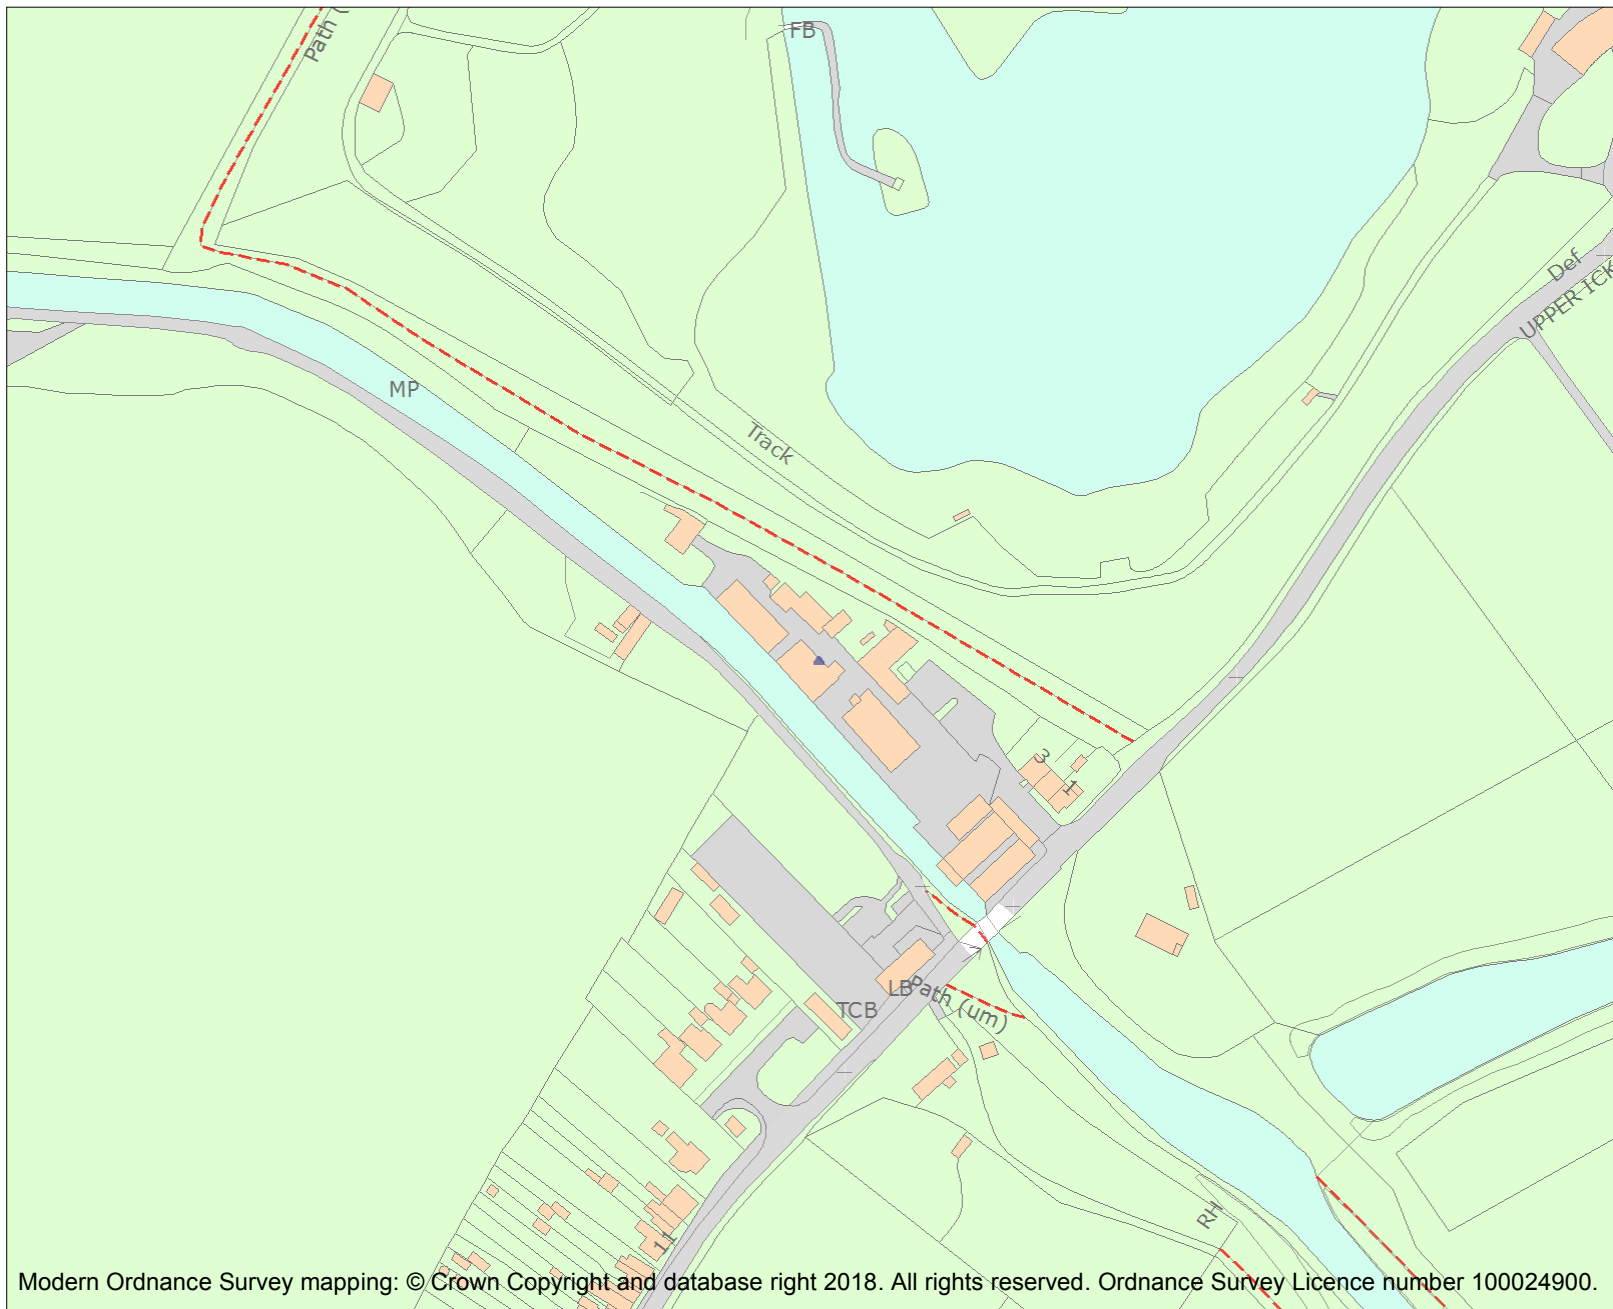 Path (
FB
Def
UPPER ICK
MP
Track
3
1
LB
Path (um)
TCB
RH
11
Modern Ordnance Survey mapping: © Crown Copyright and database right 2018. All rights reserved. Ordnance Survey Licence number 100024900.